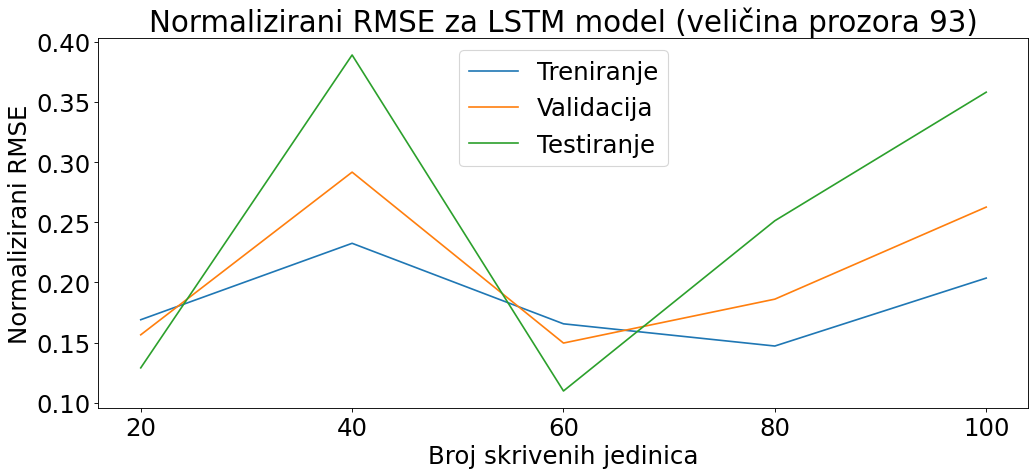 Normalizirani RMSE za LSTM model (veličina prozora 93)
Normalizirani RMSE
0.40
0.35
0.30
0.25
0.20
0.15
0.10
Treniranje
Validacija
Testiranje
20 40 60 80 100
Broj skrivenih jedinica